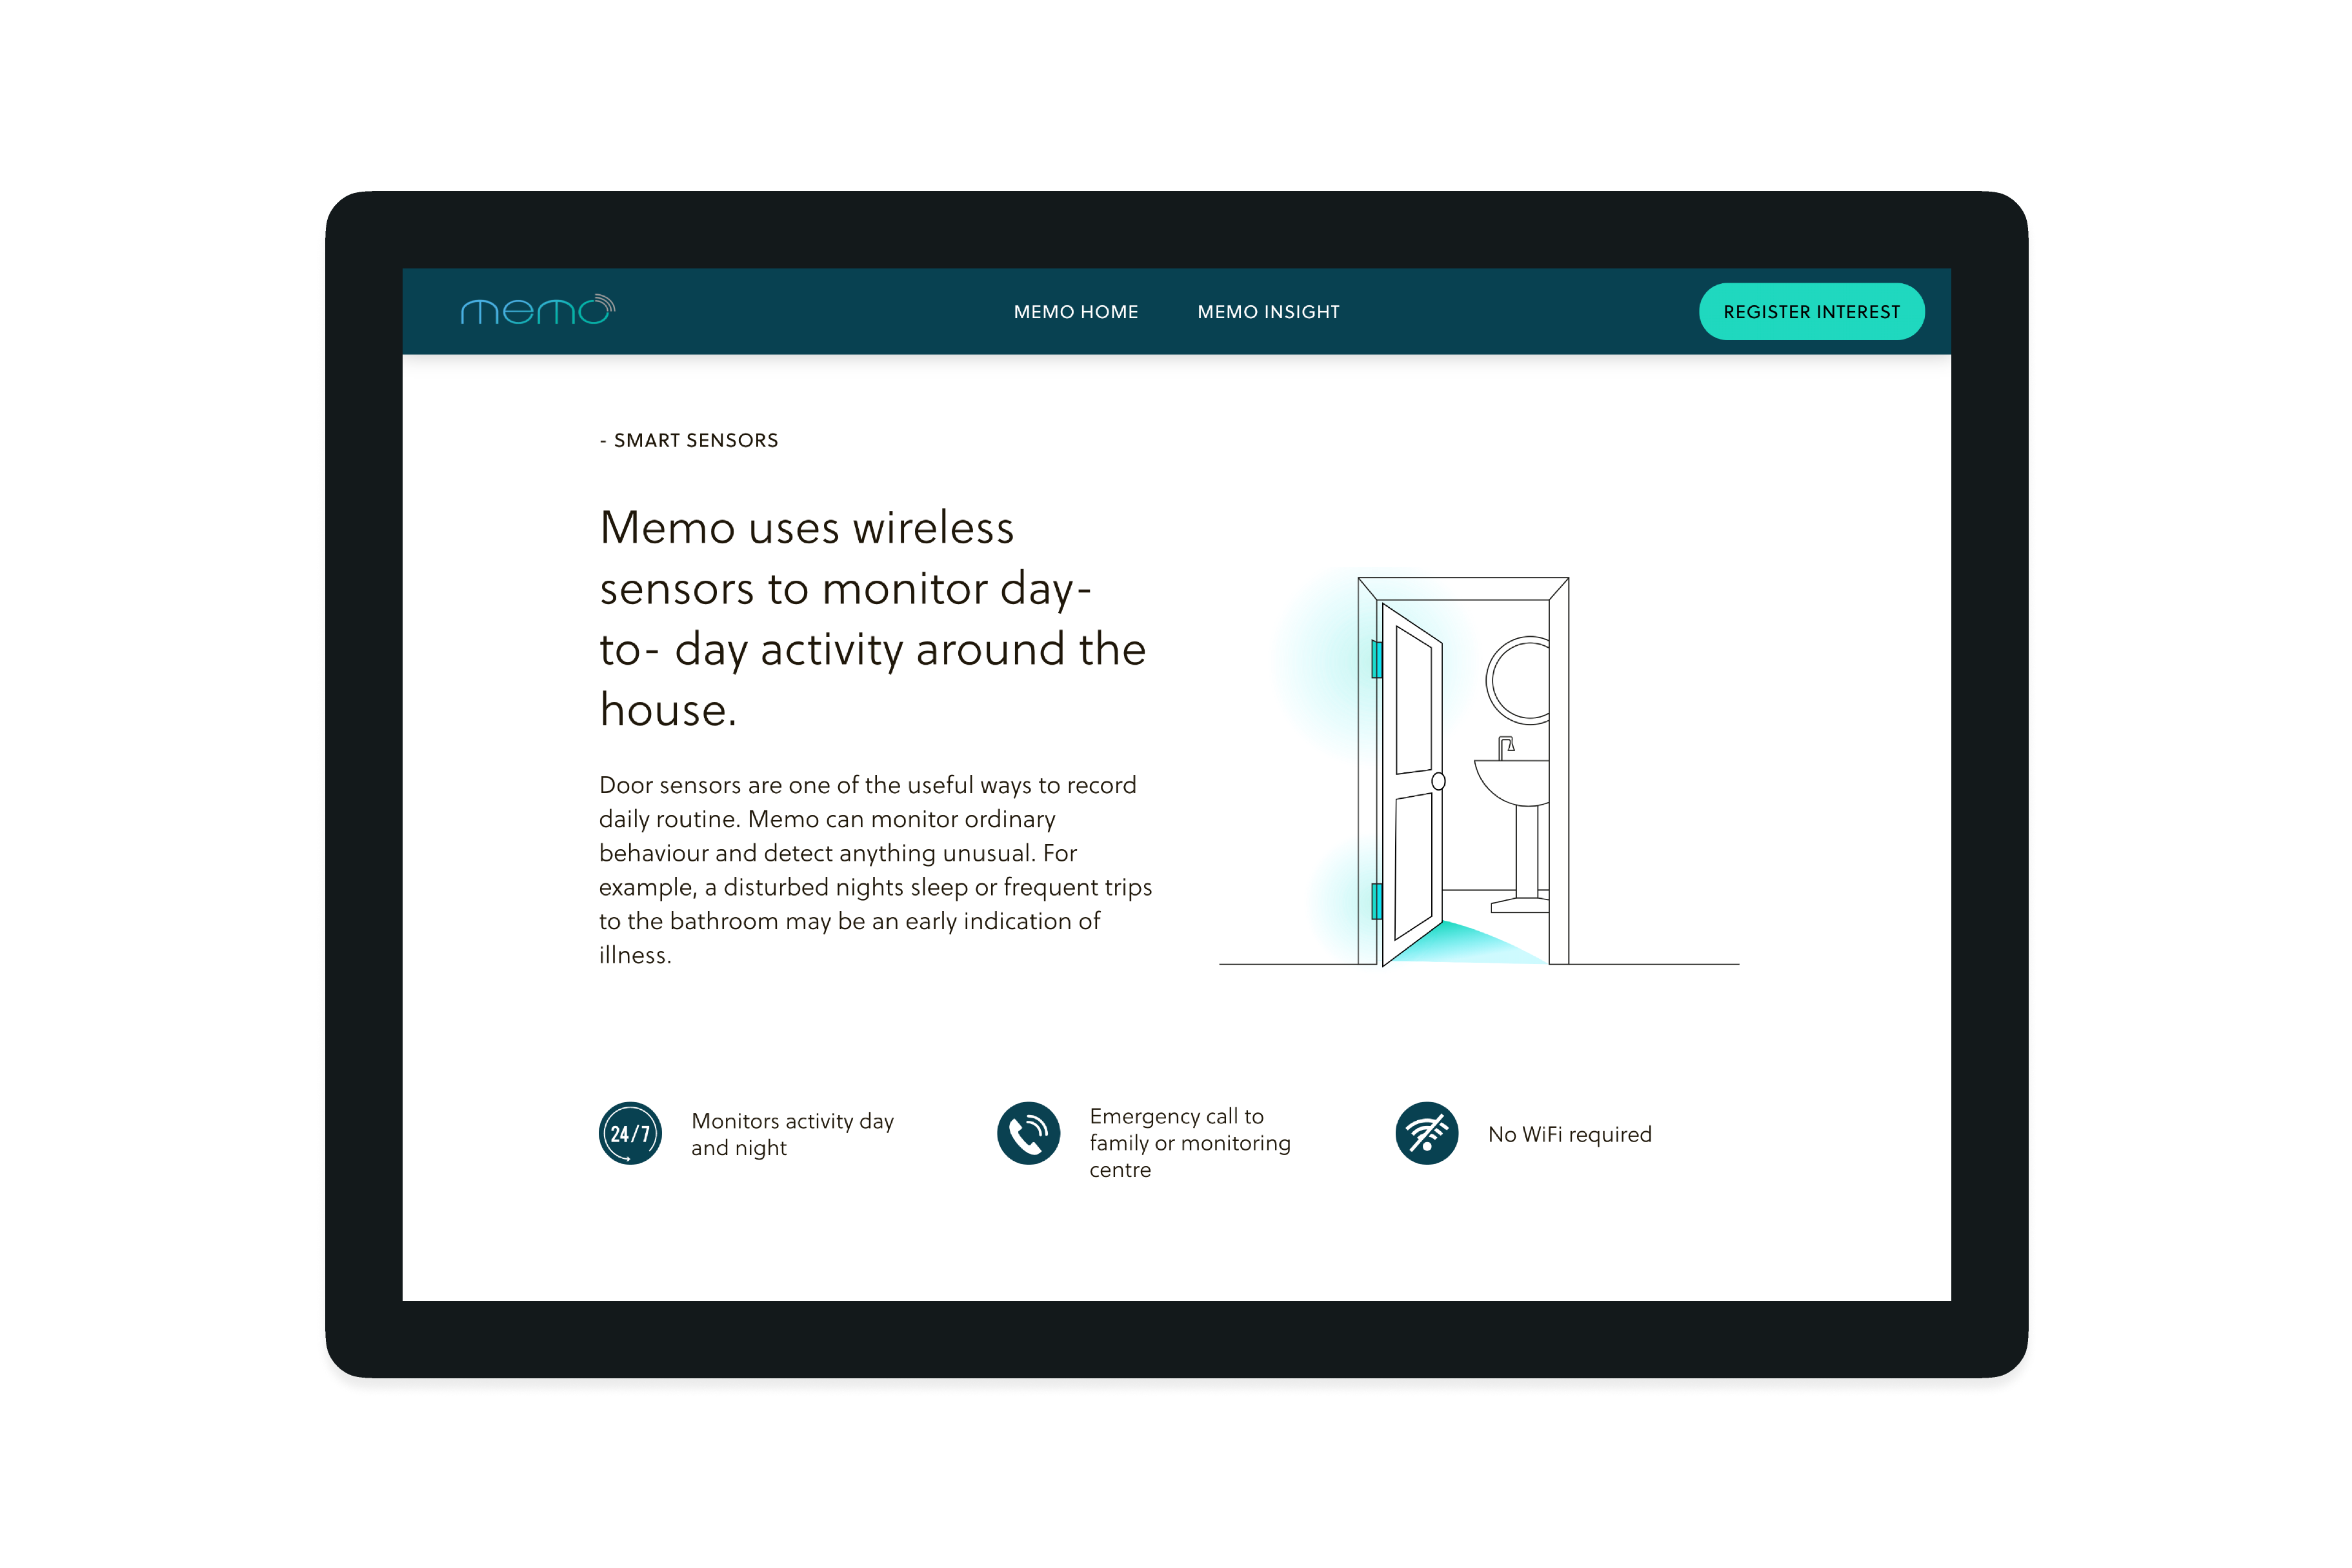 memo
MEMO HOME
MEMO INSIGHT
REGISTER INTEREST
- SMART SENSORS
Memo uses wireless
sensors to monitor day-
to- day activity around the
house.
Door sensors are one of the useful ways to record
daily routine. Memo can monitor ordinary
behaviour and detect anything unusual. For
example, a disturbed nights sleep or frequent trips
to the bathroom may be an early indication of
illness.
24/7
Monitors activity day
and night
Emergency call to
family or monitoring
centre
No WiFi required